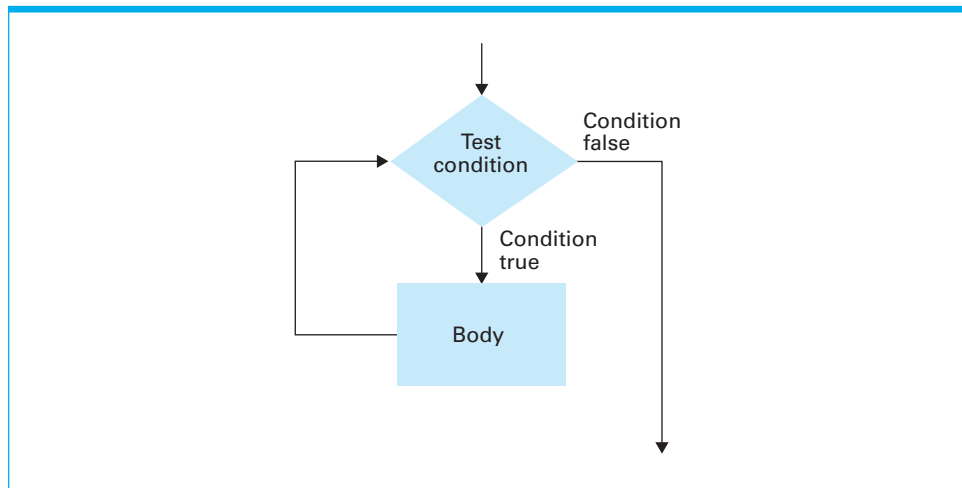 Test
condition
Condition
false
Condition
true
Body